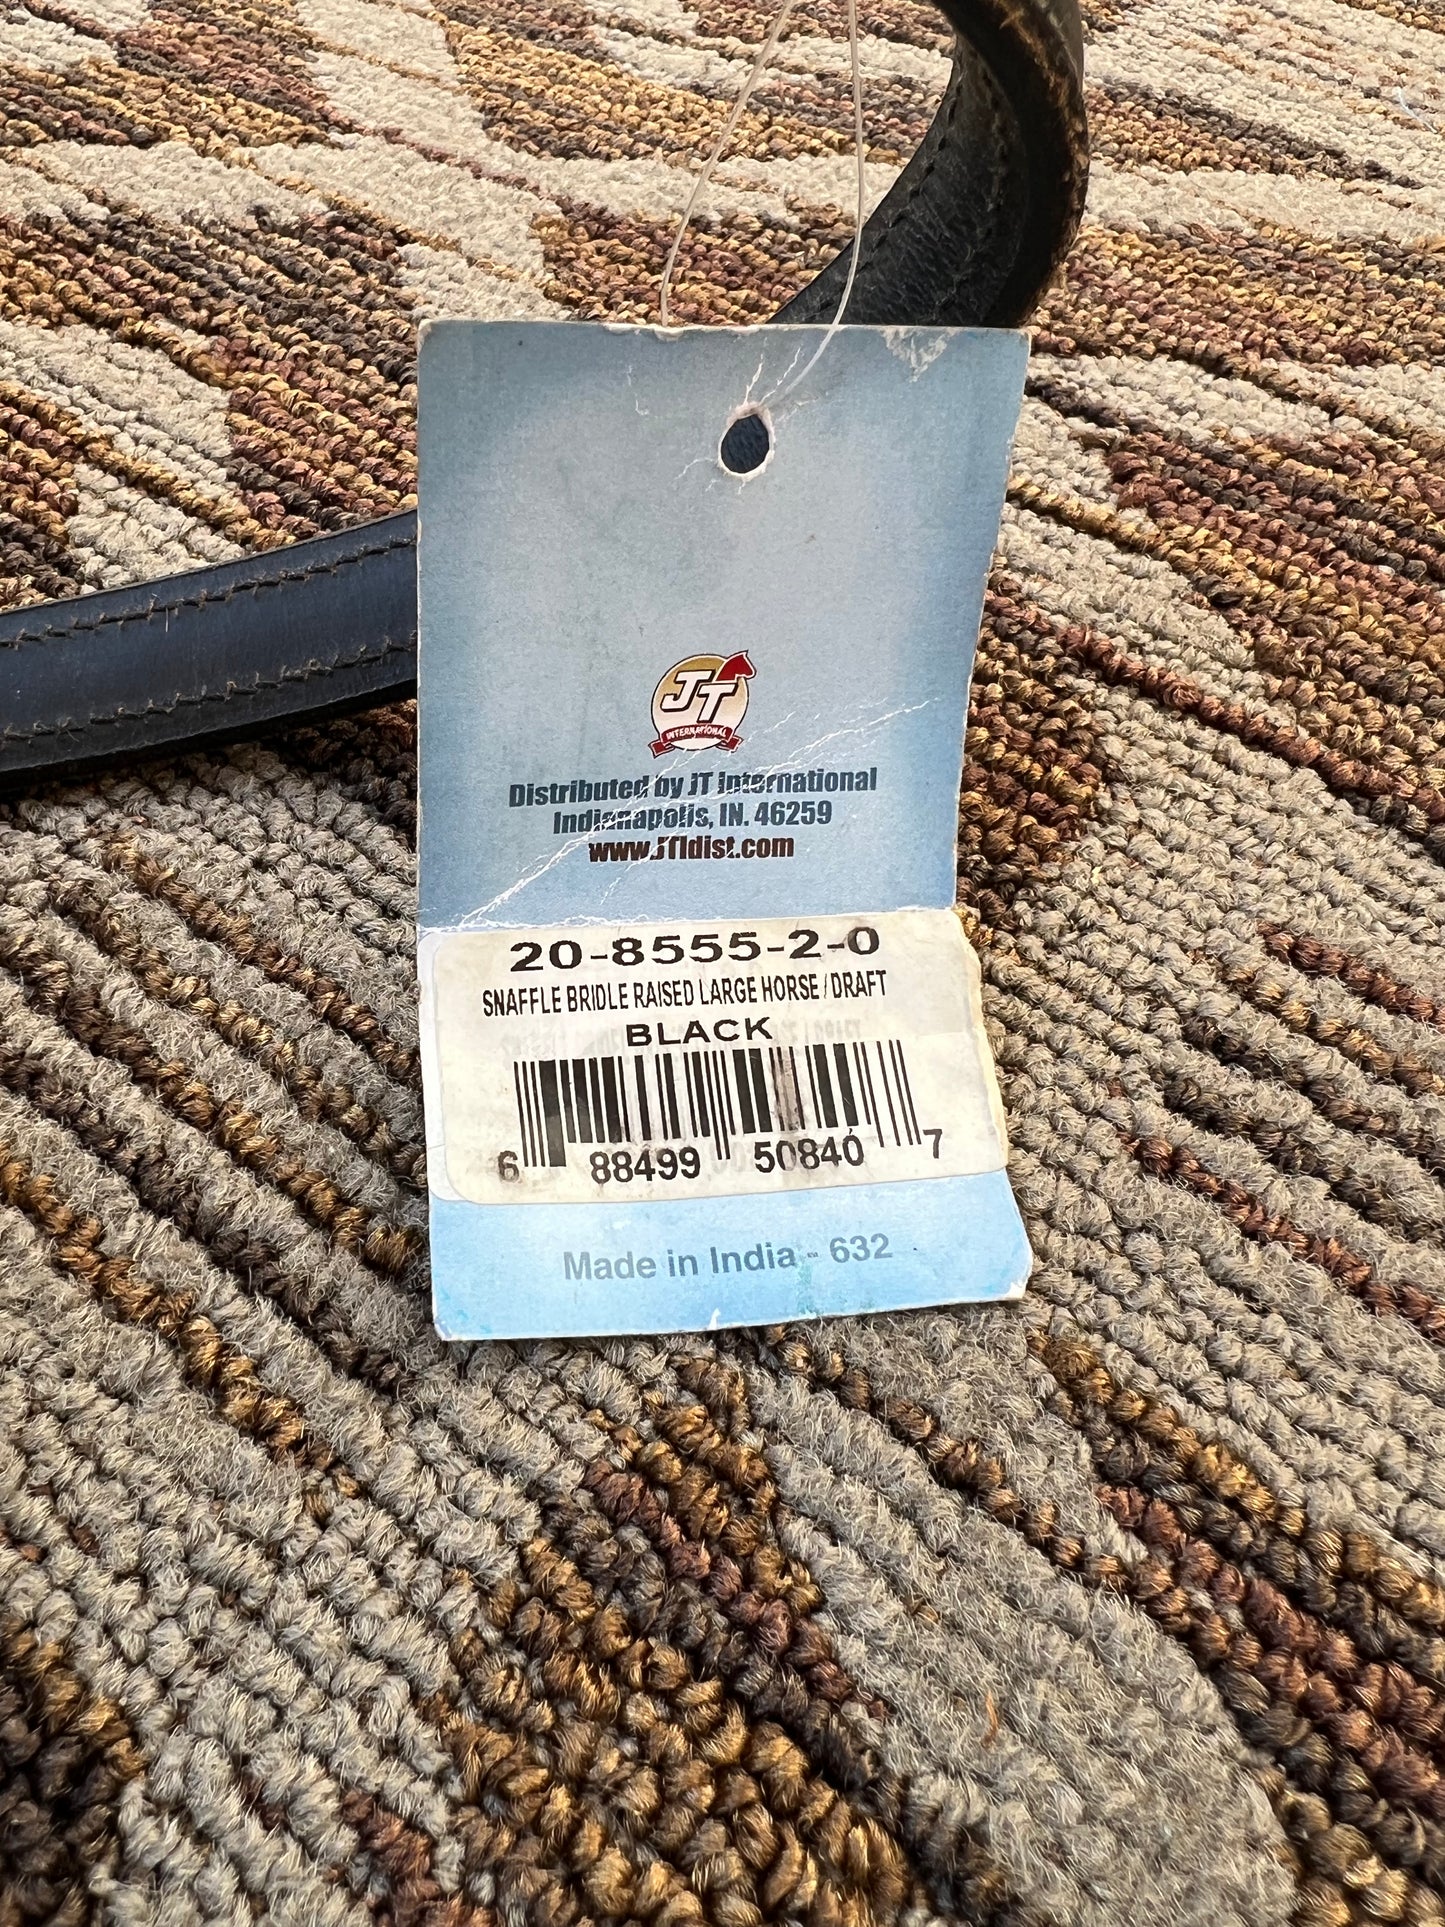 JT
INTERNATIONAL
Distributed by JT International
Indianapolis, IN. 46259
www.JTIdist.com
20-8555-2-0
SNAFFLE BRIDLE RAISED LARGE HORSE / DRAFT
BLACK
6 88499 50840 7
Made in India - 632